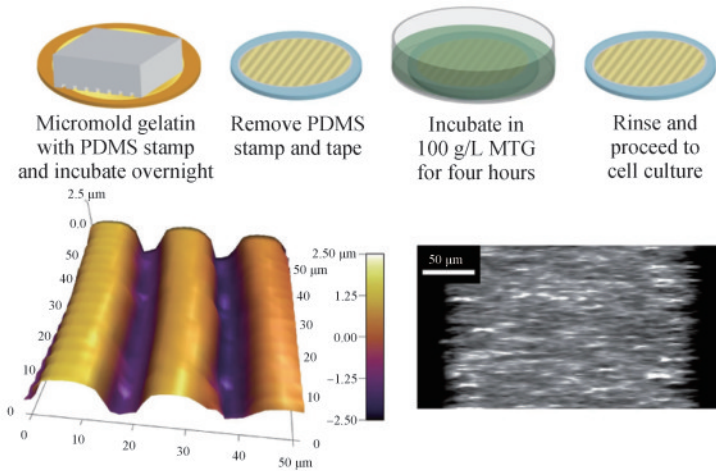 Micromold gelatin
with PDMS stamp
and incubate overnight
Remove PDMS
stamp and tape
Incubate in
100 g/L MTG
for four hours
Rinse and
proceed to
cell culture
2.5 μm
0.0
50
40
30
20
10
0
0
10
20
30
40
50 μm
0
10
20
30
40
50 μm
2.50 μm
1.25
0.00
−1.25
−2.50
50 μm